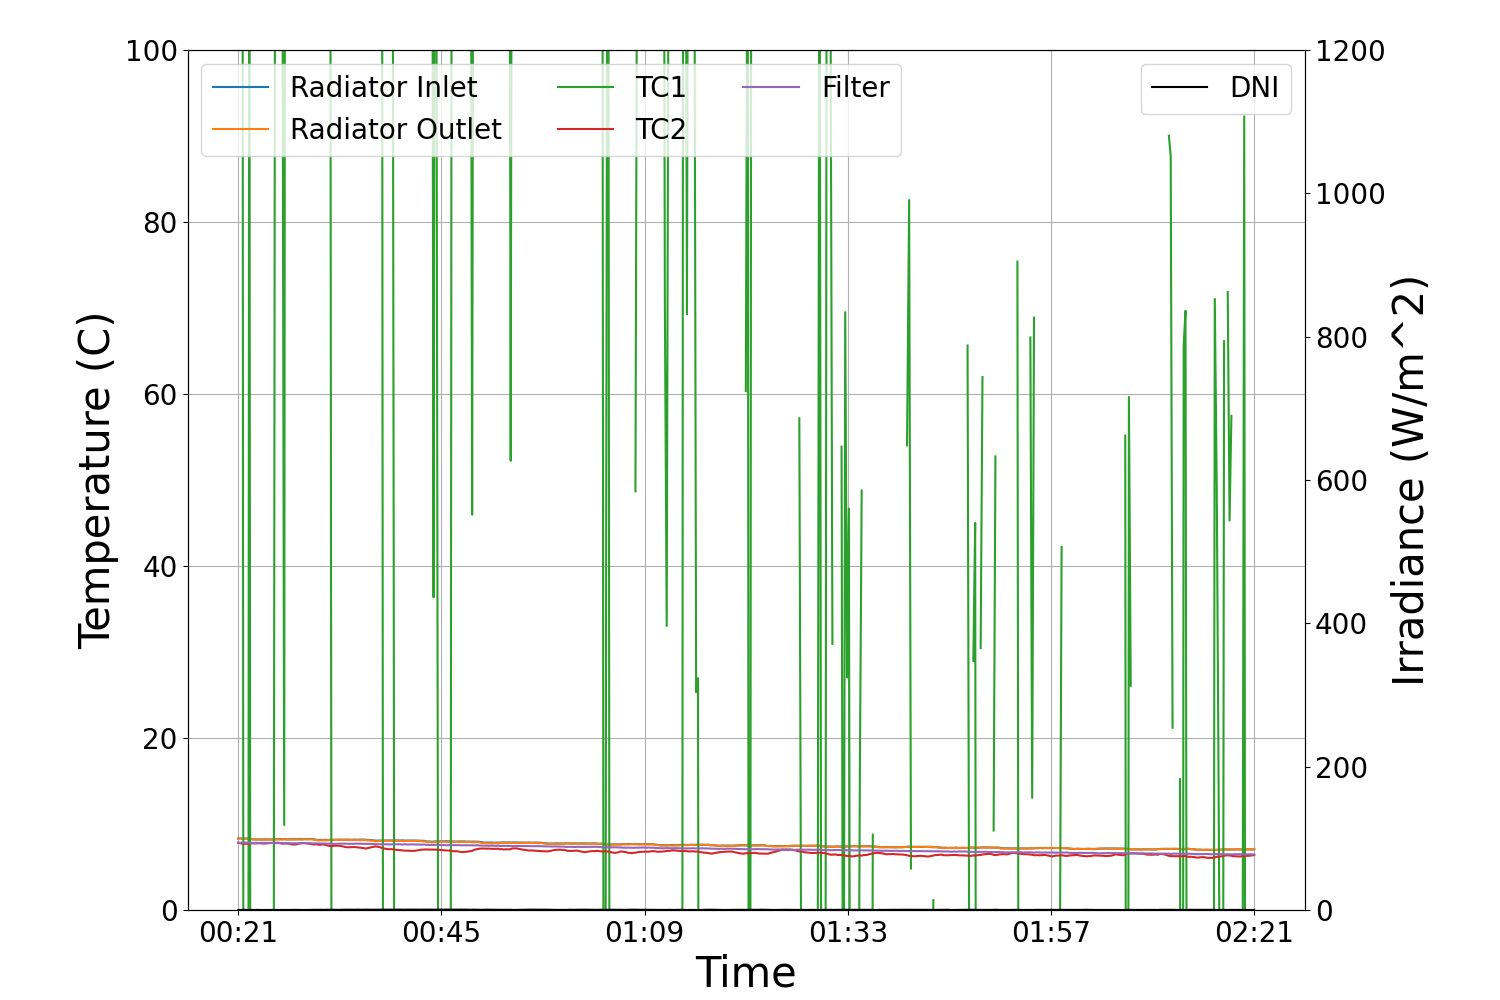 Radiator Inlet
Radiator Outlet
TC1
TC2
Filter
DNI
Temperature (C)
100
80
60
40
20
0
1200
1000
800
600
400
200
0
Irradiance (W/m^2)
00:21 00:45 01:09 01:33 01:57 02:21
Time